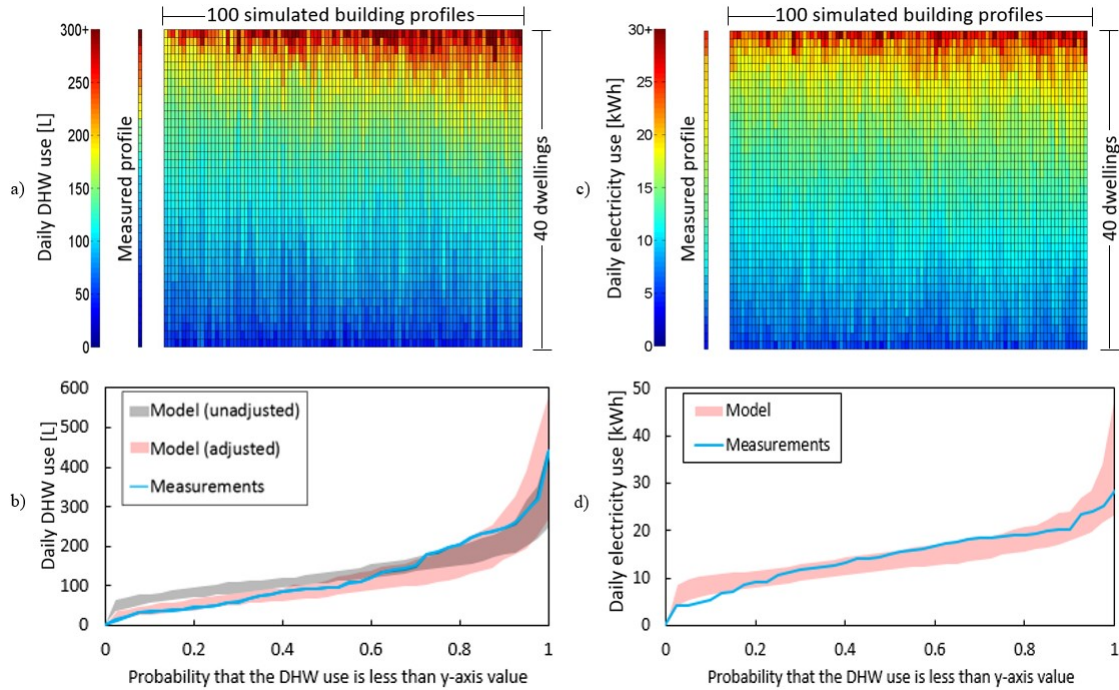 100 simulated building profiles
100 simulated building profiles
300+
250
200
150
100
50
0
Daily DHW use [L]
Measured profile
40 dwellings
a)
30+
25
20
15
10
5
0
Daily electricity use [kWh]
Measured profile
40 dwellings
c)
600
500
400
300
200
100
0
Daily DHW use [L]
b)
Model (unadjusted)
Model (adjusted)
Measurements
0 0.2 0.4 0.6 0.8 1
Probability that the DHW use is less than y-axis value
50
40
30
20
10
0
Daily electricity use [kWh]
d)
Model
Measurements
0 0.2 0.4 0.6 0.8 1
Probability that the DHW use is less than y-axis value